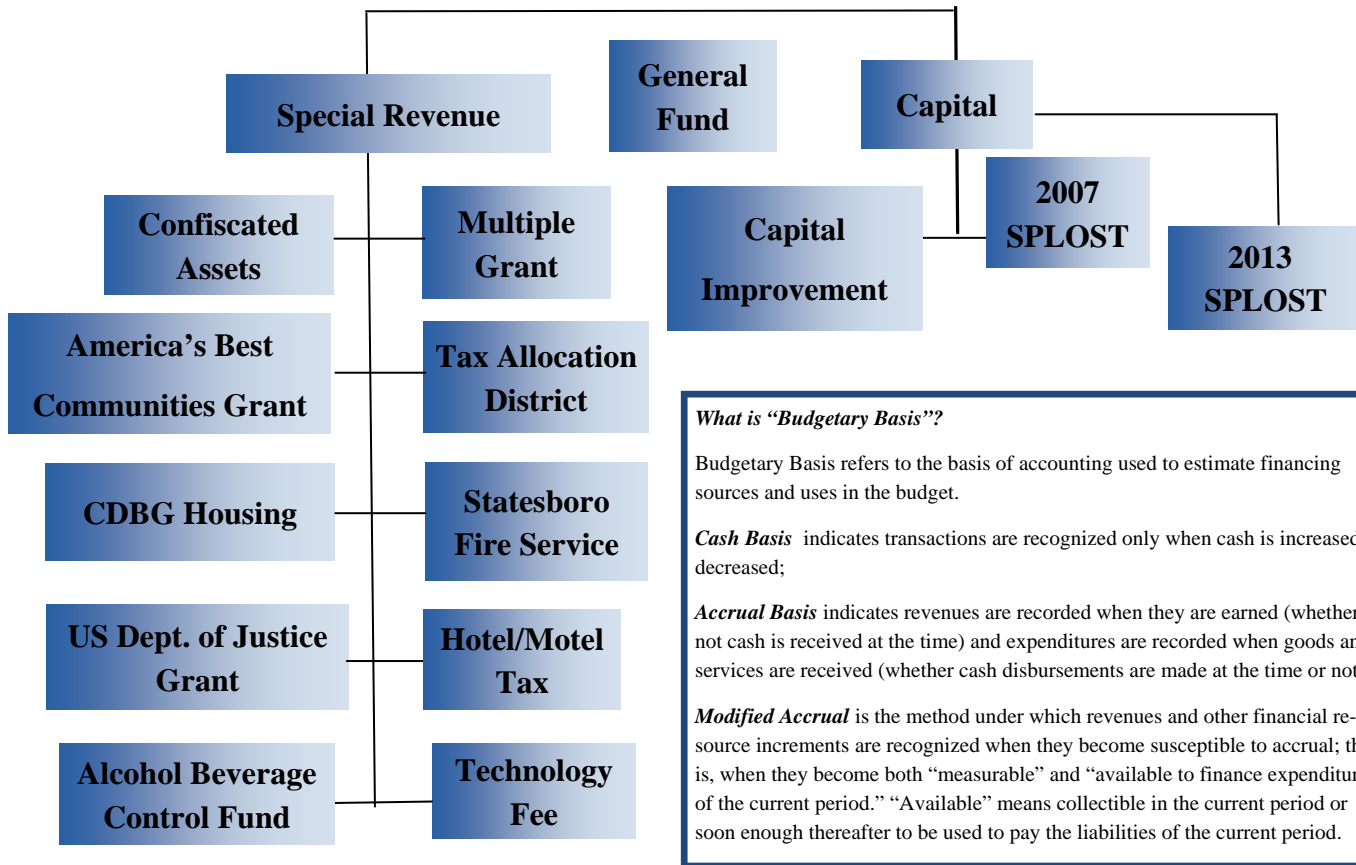 General
Fund
Special Revenue
Capital
Confiscated
Assets
Multiple
Grant
Capital
Improvement
2007
SPLOST
2013
SPLOST
America’s Best
Communities Grant
Tax Allocation
District
CDBG Housing
Statesboro
Fire Service
US Dept. of Justice
Grant
Hotel/Motel
Tax
Alcohol Beverage
Control Fund
Technology
Fee
What is “Budgetary Basis”?
Budgetary Basis refers to the basis of accounting used to estimate financing
sources and uses in the budget.
Cash Basis indicates transactions are recognized only when cash is increased
decreased;
Accrual Basis indicates revenues are recorded when they are earned (whether
not cash is received at the time) and expenditures are recorded when goods
services are received (whether cash disbursements are made at the time or not
Modified Accrual is the method under which revenues and other financial re-
source increments are recognized when they become susceptible to accrual;
is, when they become both “measurable” and “available to finance
of the current period.” “Available” means collectible in the current period or
soon enough thereafter to be used to pay the liabilities of the current period.